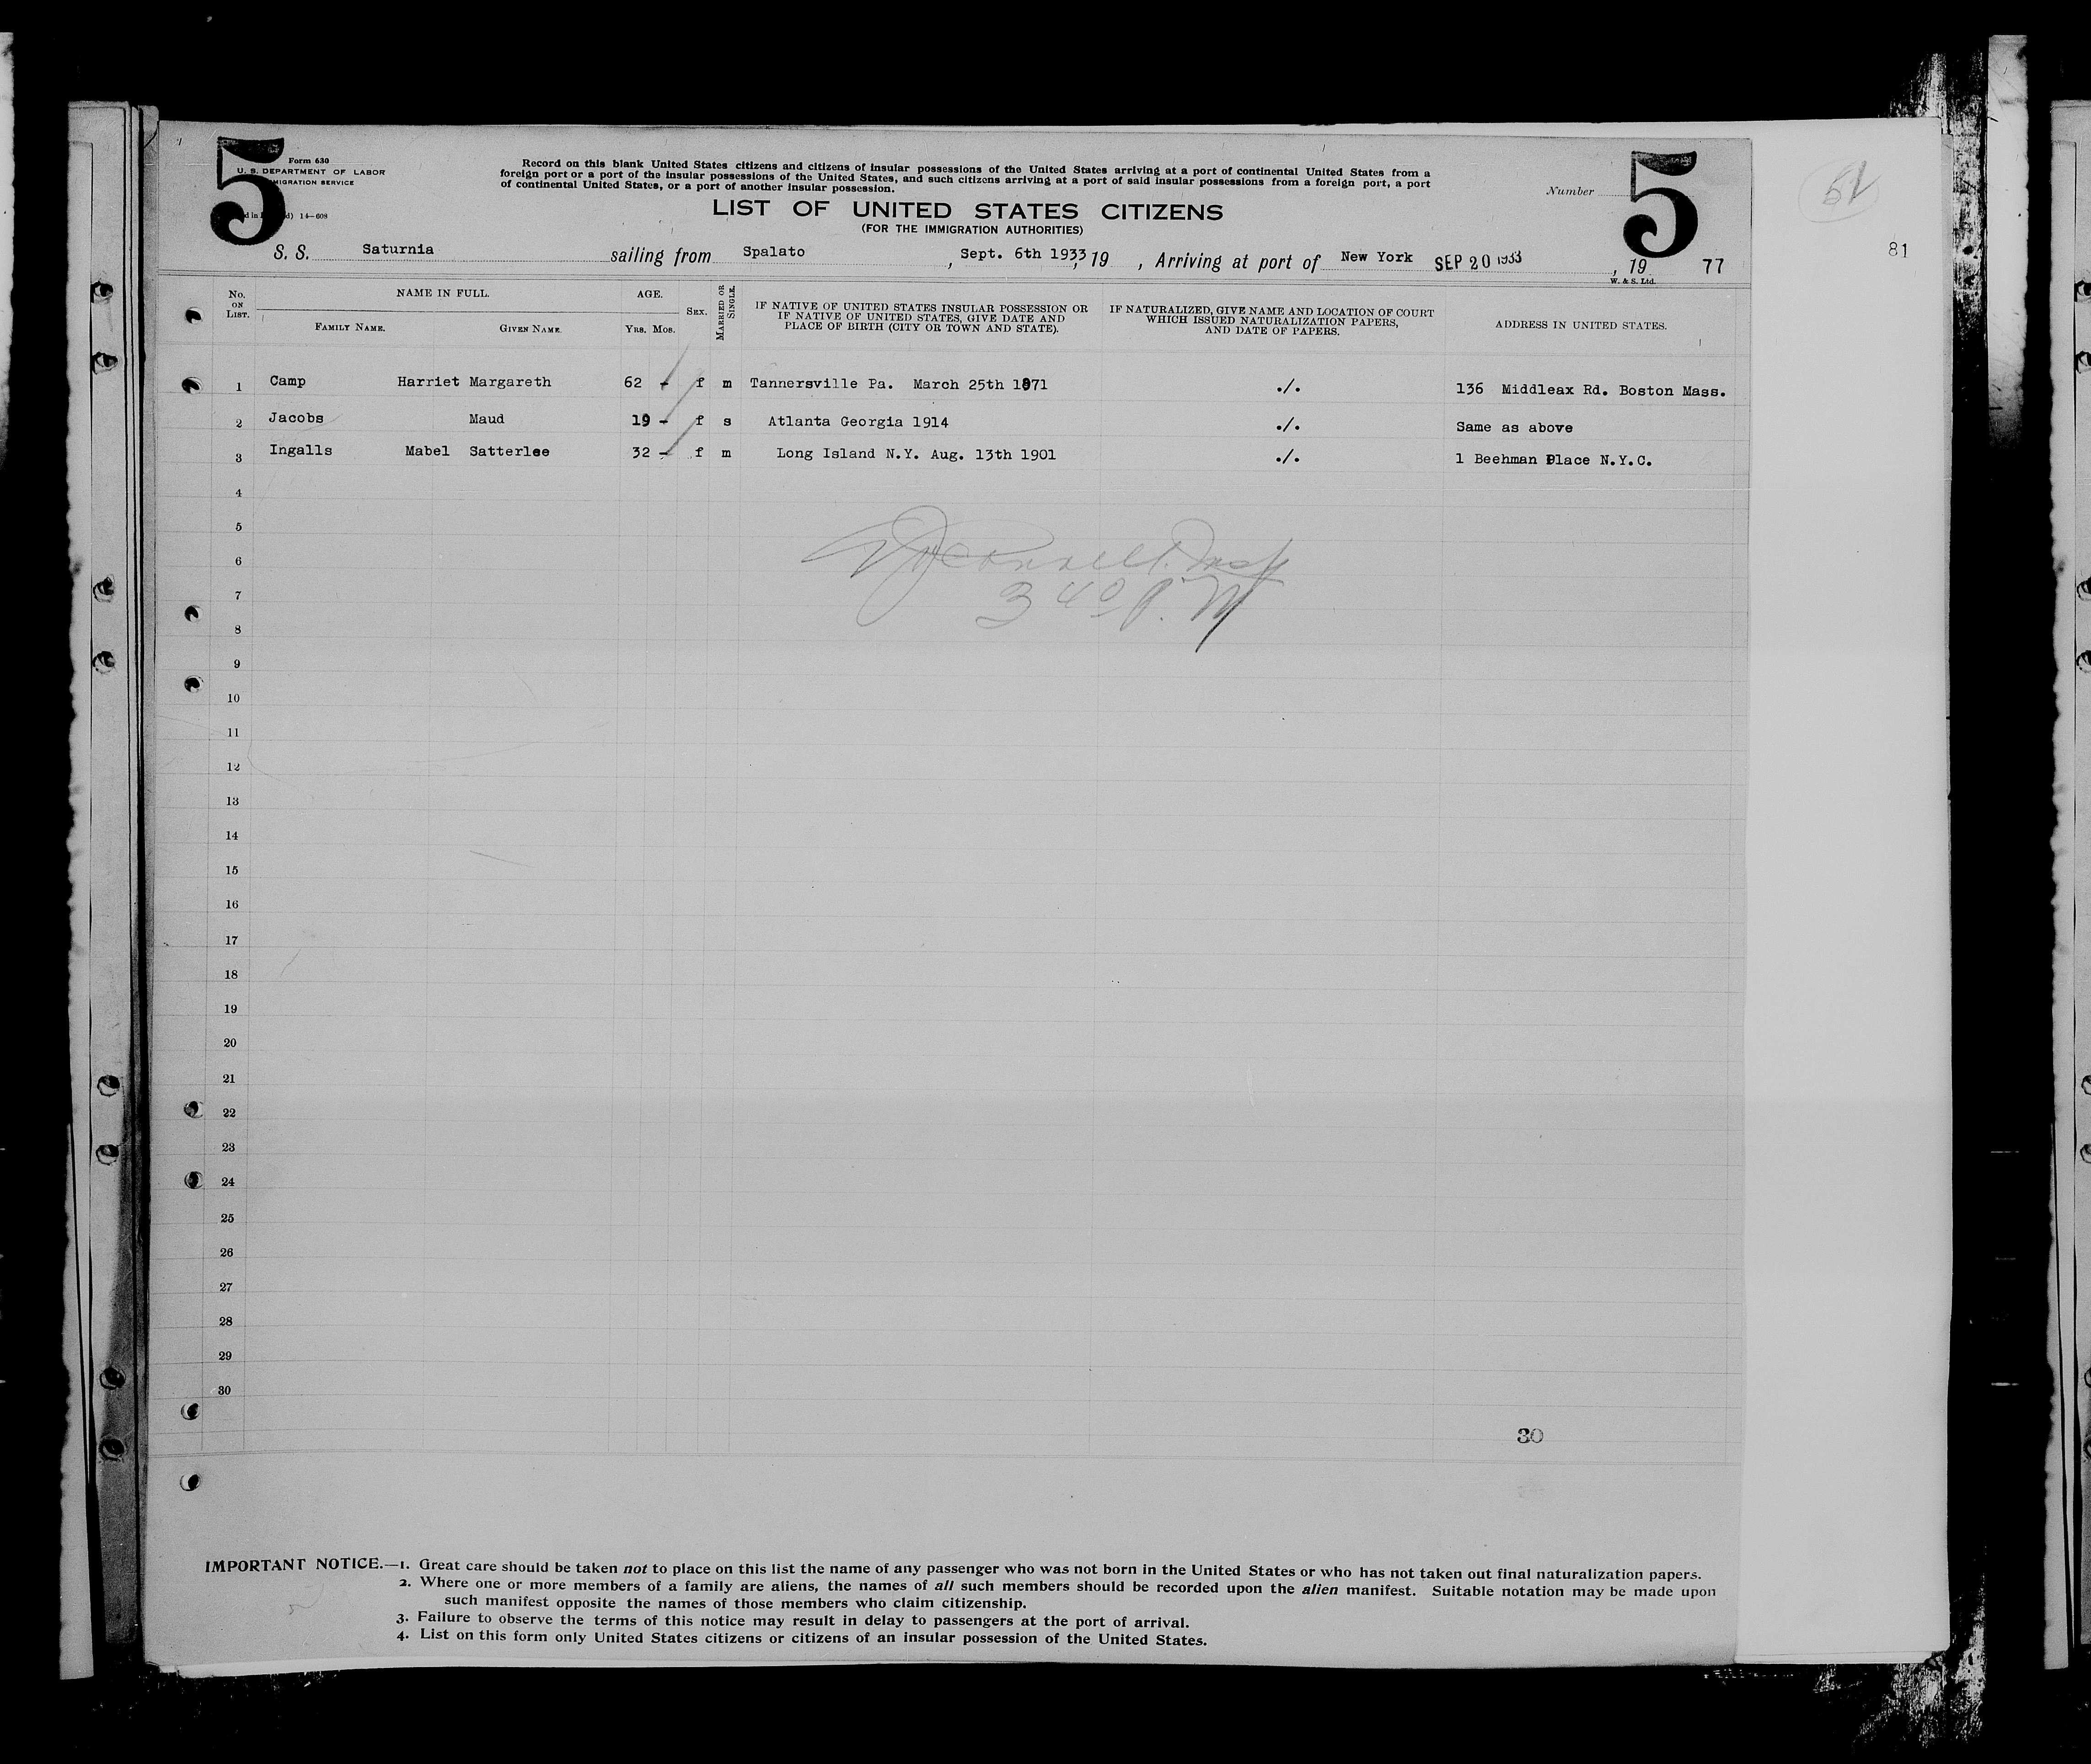 5
Form 630
U. S. DEPARTMENT OF LABOR
MIGRATION SERVICE
14—608
Record on this blank United States citizens and citizens of insular possessions of the United States arriving at a port of continental United States from a
foreign port or a port of the insular possessions of the United States, and such citizens arriving at a port of said insular possessions from a foreign port, a port
of continental United States, or a port of another insular possession.
Number
5
51
81
LIST OF UNITED STATES CITIZENS
(FOR THE IMMIGRATION AUTHORITIES)
S. S. Saturnia sailing from Spalato, Sept. 6th 1933, 19 , Arriving at port of New York SEP 20 1933, 19 77
W. & S. Ltd.
No. ON LIST.
NAME IN FULL.
FAMILY NAME. GIVEN NAME.
AGE.
YRS. MOS.
SEX.
MARRIED OR SINGLE.
IF NATIVE OF UNITED STATES INSULAR POSSESSION OR
IF NATIVE OF UNITED STATES, GIVE DATE AND
PLACE OF BIRTH (CITY OR TOWN AND STATE).
IF NATURALIZED, GIVE NAME AND LOCATION OF COURT
WHICH ISSUED NATURALIZATION PAPERS,
AND DATE OF PAPERS.
ADDRESS IN UNITED STATES.
1 Camp Harriet Margareth 62 - f m Tannersville Pa. March 25th 1871 ./. 136 Middleax Rd. Boston Mass.
2 Jacobs Maud 19 - f s Atlanta Georgia 1914 ./. Same as above
3 Ingalls Mabel Satterlee 32 - f m Long Island N.Y. Aug. 13th 1901 ./. 1 Beehman Place N.Y.C.
4
5
6
7
3 40 P. M
8
9
10
11
12
13
14
15
16
17
18
19
20
21
22
23
24
25
26
27
28
29
30
30
IMPORTANT NOTICE.—1. Great care should be taken not to place on this list the name of any passenger who was not born in the United States or who has not taken out final naturalization papers.
2. Where one or more members of a family are aliens, the names of all such members should be recorded upon the alien manifest. Suitable notation may be made upon
such manifest opposite the names of those members who claim citizenship.
3. Failure to observe the terms of this notice may result in delay to passengers at the port of arrival.
4. List on this form only United States citizens or citizens of an insular possession of the United States.